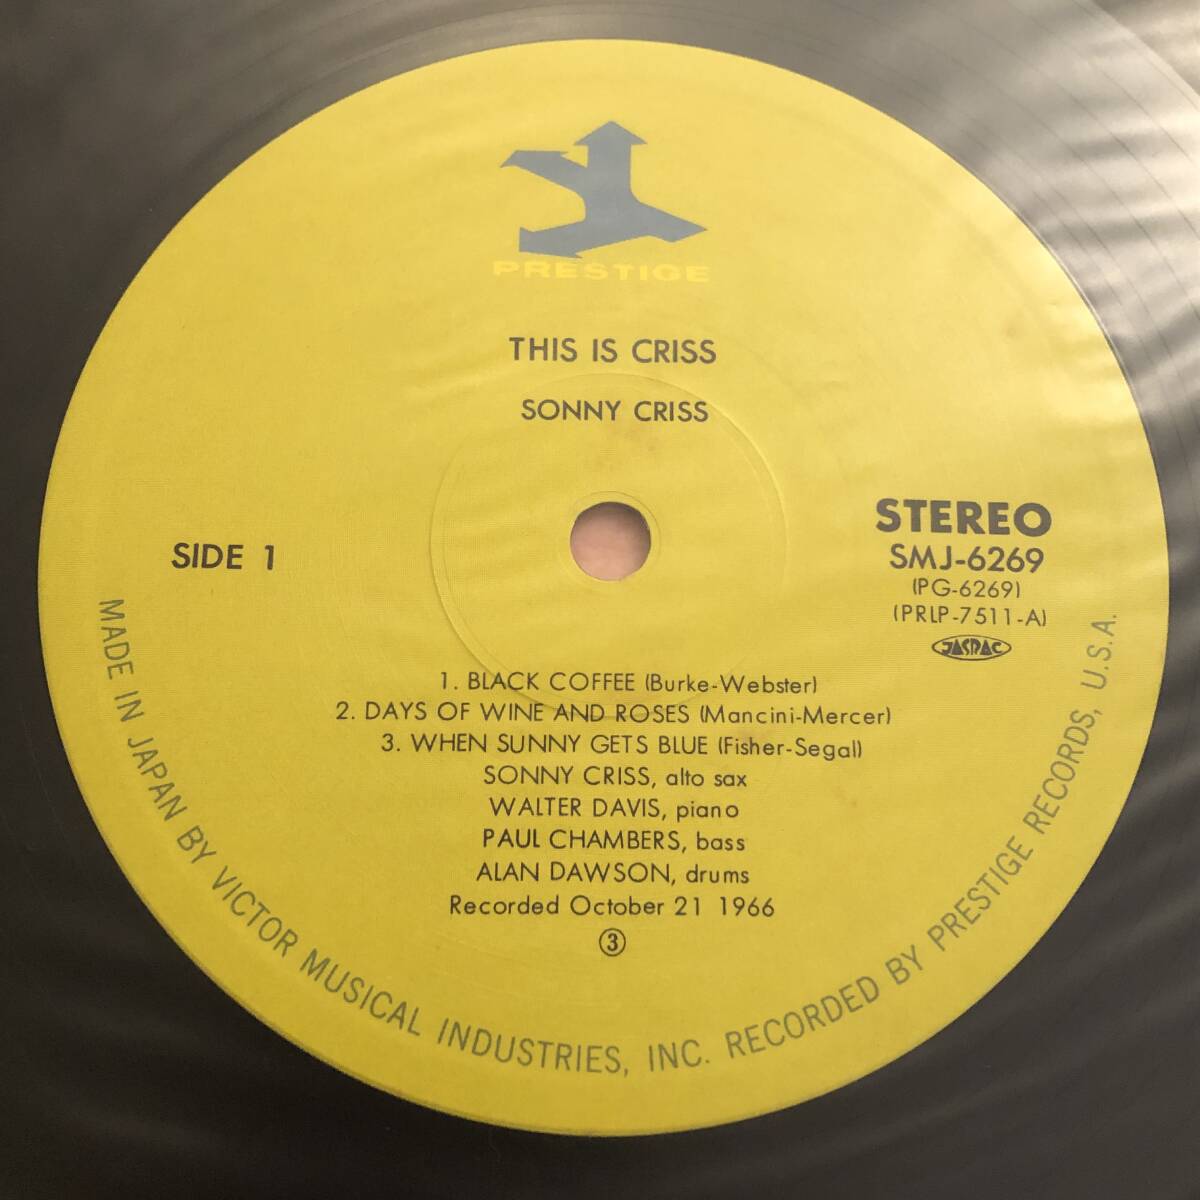 PRESTIGE
THIS IS CRISS
SONNY CRISS
SIDE 1
STEREO
SMJ-6269
(PG-6269)
(PRLP-7511-A)
JASRAC
1. BLACK COFFEE (Burke-Webster)
2. DAYS OF WINE AND ROSES (Mancini-Mercer)
3. WHEN SUNNY GETS BLUE (Fisher-Segal)
SONNY CRISS, alto sax
WALTER DAVIS, piano
PAUL CHAMBERS, bass
ALAN DAWSON, drums
Recorded October 21 1966
③
MADE IN JAPAN BY VICTOR MUSICAL INDUSTRIES, INC. RECORDED BY PRESTIGE RECORDS, U.S.A.